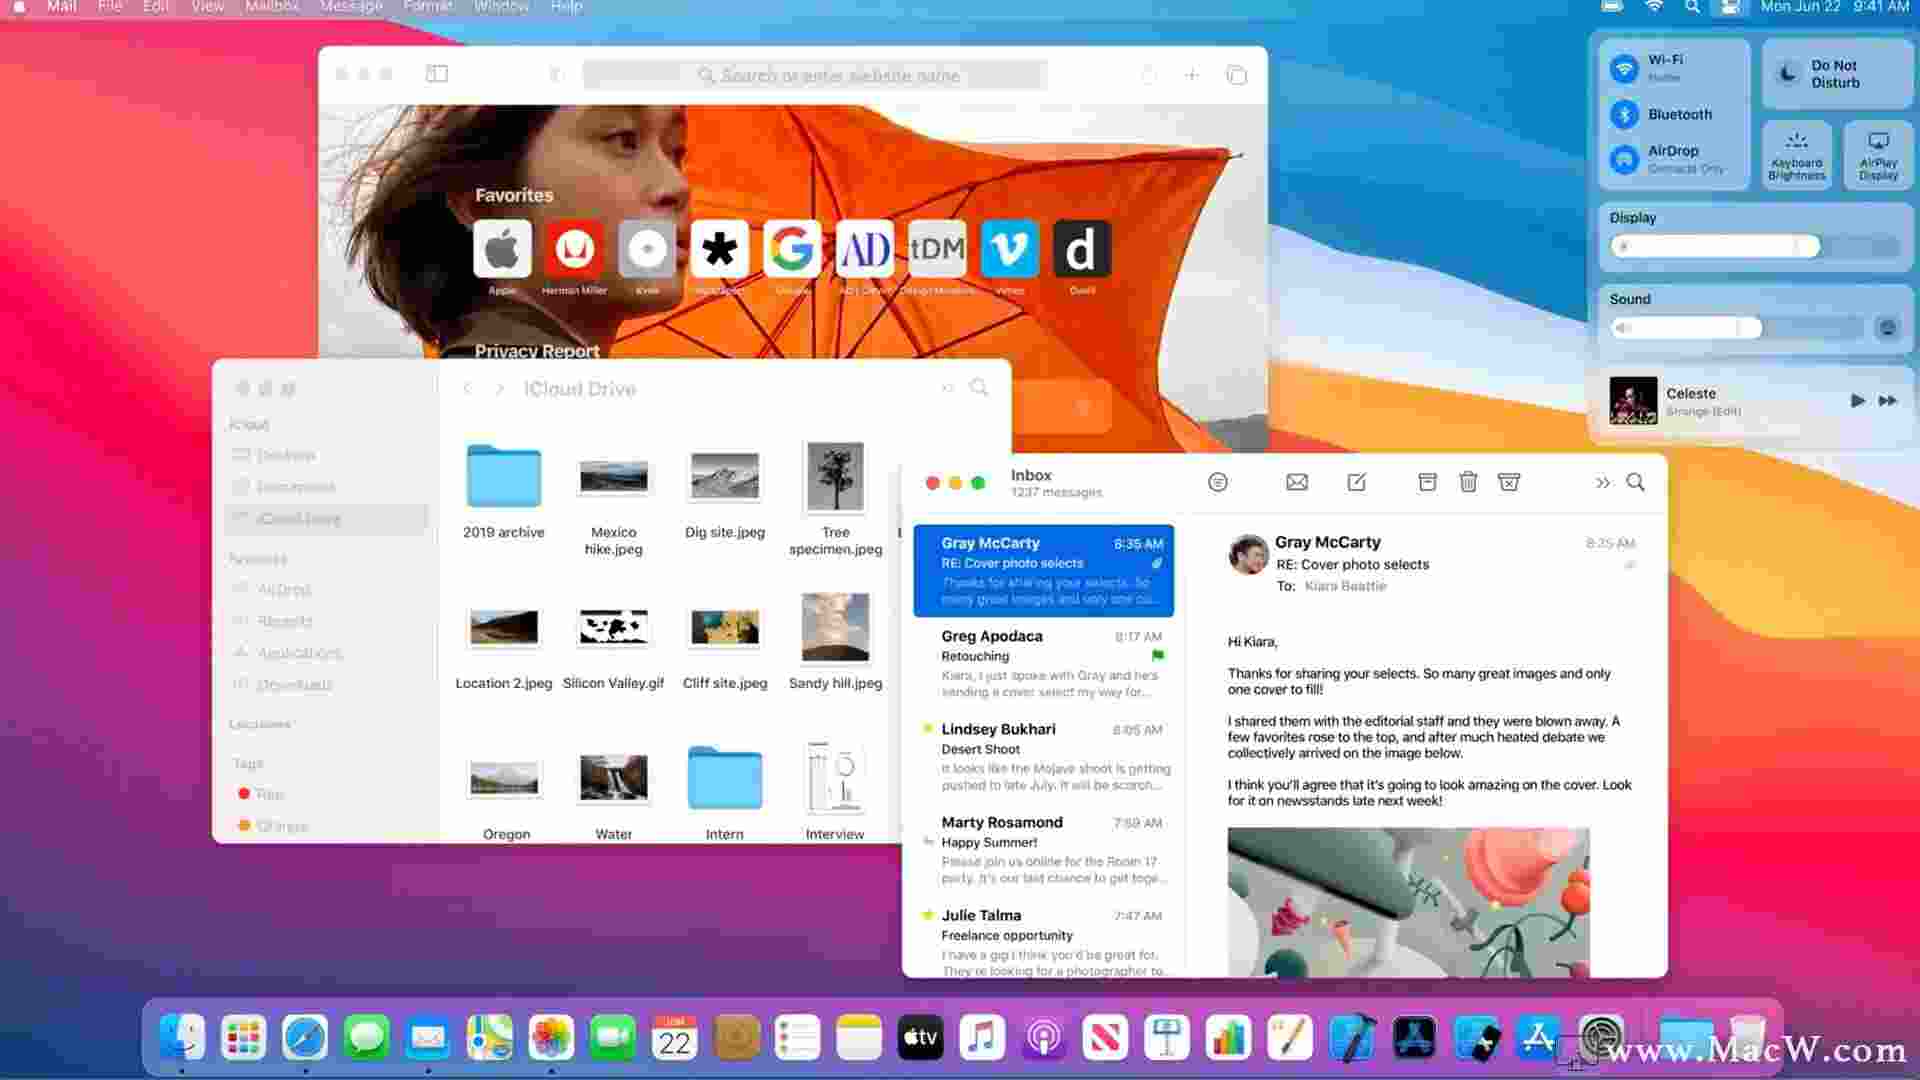 Mail File Edit View Mailbox Message Format Window Help
Mon Jun 22 9:41 AM
Search or enter website name
Favorites
AD
tDM
d
Apple
Herman Miller
Vimeo
Privacy Report
Wi-Fi
Home
Bluetooth
AirDrop
Contacts Only
Do Not
Disturb
Keyboard
Brightness
AirPlay
Display
Display
Sound
Celeste
Strange (Edit)
iCloud
Desktop
Documents
iCloud Drive
Favorites
AirDrop
Recents
Applications
Downloads
Locations
Tags
Red
Orange
iCloud Drive
2019 archive
Mexico
hike.jpeg
Dig site.jpeg
Tree
specimen.jpeg
Location 2.jpeg
Silicon Valley.gif
Cliff site.jpeg
Sandy hill.jpeg
Oregon
Water
Intern
Interview
Inbox
1237 messages
Gray McCarty 8:35 AM
RE: Cover photo selects
Thanks for sharing your selects. So
many great images and only one co...
Greg Apodaca 8:17 AM
Retouching
Kiara, I just spoke with Gray and he's
sending a cover select my way for...
Lindsey Bukhari 8:05 AM
Desert Shoot
It looks like the Mojave shoot is getting
pushed to late July. It will be scorch...
Marty Rosamond 7:59 AM
Happy Summer!
Please join us online for the Room 17
party. It's our last chance to get toge...
Julie Talma 7:47 AM
Freelance opportunity
I have a gig I think you'd be great for.
They're looking for a photographer to...
Gray McCarty 8:35 AM
RE: Cover photo selects
To: Kiara Beattie
Hi Kiara,
Thanks for sharing your selects. So many great images and only
one cover to fill!
I shared them with the editorial staff and they were blown away. A
few favorites rose to the top, and after much heated debate we
collectively arrived on the image below.
I think you'll agree that it's going to look amazing on the cover. Look
for it on newsstands late next week!
JUN
22
tv
www.MacW.com